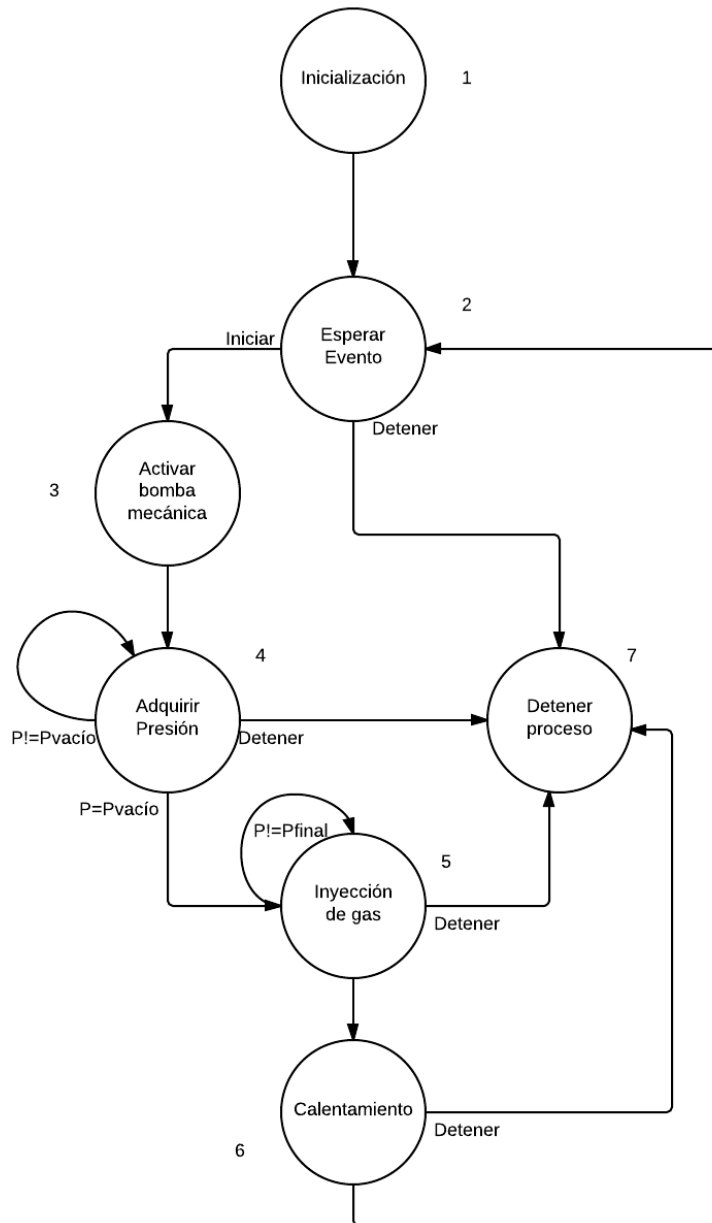 Inicialización
1
2
Esperar
Evento
Iniciar
Detener
3
Activar
bomba
mecánica
4
7
Adquirir
Presión
Detener
proceso
P!=Pvacío
Detener
P=Pvacío
P!=Pfinal
5
Inyección
de gas
Detener
Calentamiento
Detener
6